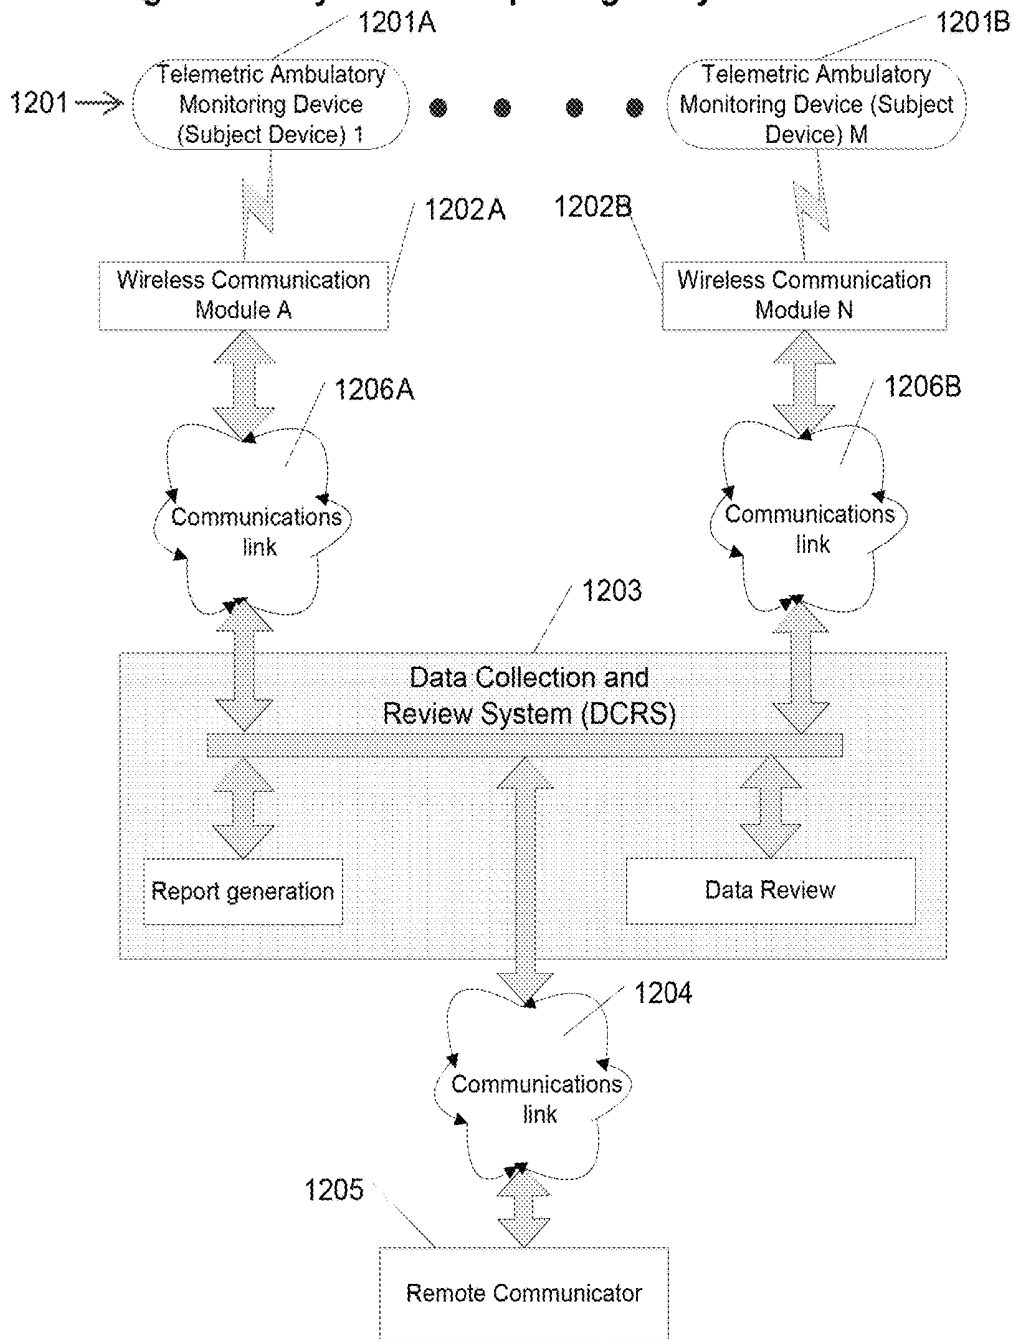 1201A
1201B
1201
Telemetric Ambulatory
Monitoring Device
(Subject Device) 1
Telemetric Ambulatory
Monitoring Device (Subject
Device) M
1202A
1202B
Wireless Communication
Module A
Wireless Communication
Module N
1206A
1206B
Communications
link
Communications
link
1203
Data Collection and
Review System (DCRS)
Report generation
Data Review
1204
Communications
link
1205
Remote Communicator